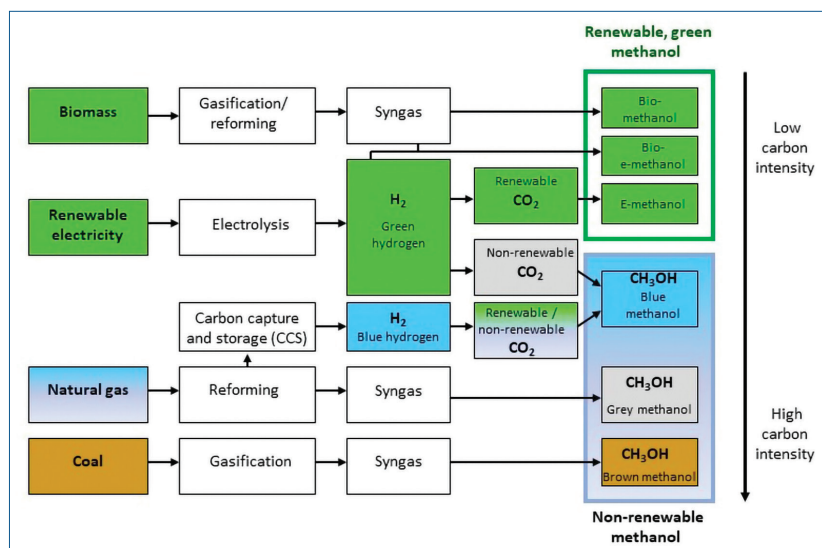 Renewable, green
methanol
Biomass
Gasification/
reforming
Syngas
Bio-
methanol
Low
carbon
intensity
Bio-
e-methanol
Renewable
electricity
Electrolysis
H₂
Green
hydrogen
Renewable
CO₂
E-methanol
Non-renewable
CO₂
CH₃OH
Blue
methanol
Carbon capture
and storage (CCS)
H₂
Blue hydrogen
Renewable /
non-renewable
CO₂
Natural gas
Reforming
Syngas
CH₃OH
Grey methanol
High
carbon
intensity
Coal
Gasification
Syngas
CH₃OH
Brown methanol
Non-renewable
methanol